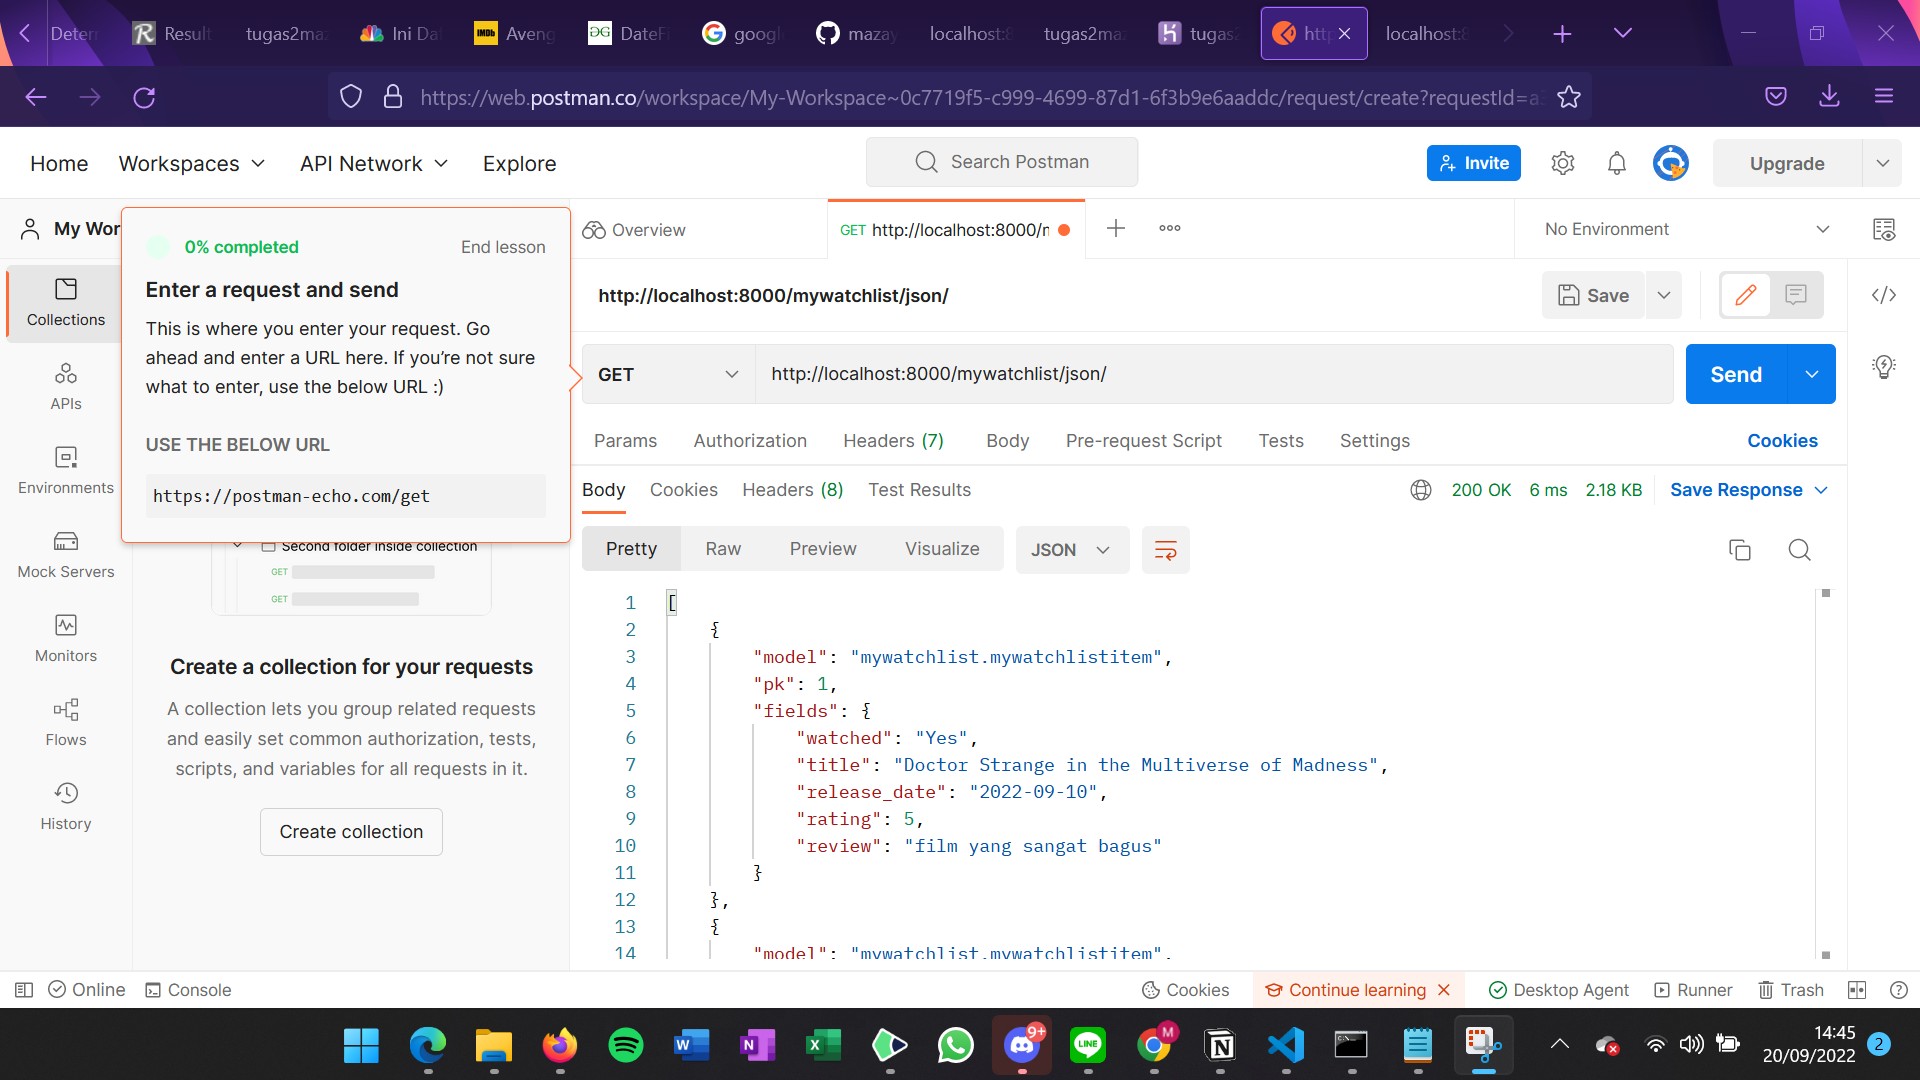 Result
tugas2ma
Ini Da
Aveng
DateF
googl
mazay
localhost:8
tugas2ma
tugas2
htt
localhost:8
https://web.postman.co/workspace/My-Workspace~0c7719f5-c999-4699-87d1-6f3b9e6aaddc/request/create?requestId=a
Home Workspaces API Network Explore
Search Postman
Invite
Upgrade
My Wor
0% completed End lesson
Enter a request and send
This is where you enter your request. Go
ahead and enter a URL here. If you're not sure
what to enter, use the below URL :)
USE THE BELOW URL
https://postman-echo.com/get
Collections
APIs
Environments
Mock Servers
Monitors
Flows
History
Second folder inside collection
GET
GET
Create a collection for your requests
A collection lets you group related requests
and easily set common authorization, tests,
scripts, and variables for all requests in it.
Create collection
Overview
GET http://localhost:8000/r
No Environment
http://localhost:8000/mywatchlist/json/
Save
GET http://localhost:8000/mywatchlist/json/
Send
Params Authorization Headers (7) Body Pre-request Script Tests Settings Cookies
Body Cookies Headers (8) Test Results 200 OK 6 ms 2.18 KB Save Response
Pretty Raw Preview Visualize JSON
1 [
2 {
3 "model": "mywatchlist.mywatchlistitem",
4 "pk": 1,
5 "fields": {
6 "watched": "Yes",
7 "title": "Doctor Strange in the Multiverse of Madness",
8 "release_date": "2022-09-10",
9 "rating": 5,
10 "review": "film yang sangat bagus"
11 }
12 },
13 {
14 "model": "mywatchlist.mywatchlistitem",
Online Console Cookies Continue learning Desktop Agent Runner Trash
9+
M
LINE
14:45
20/09/2022
2